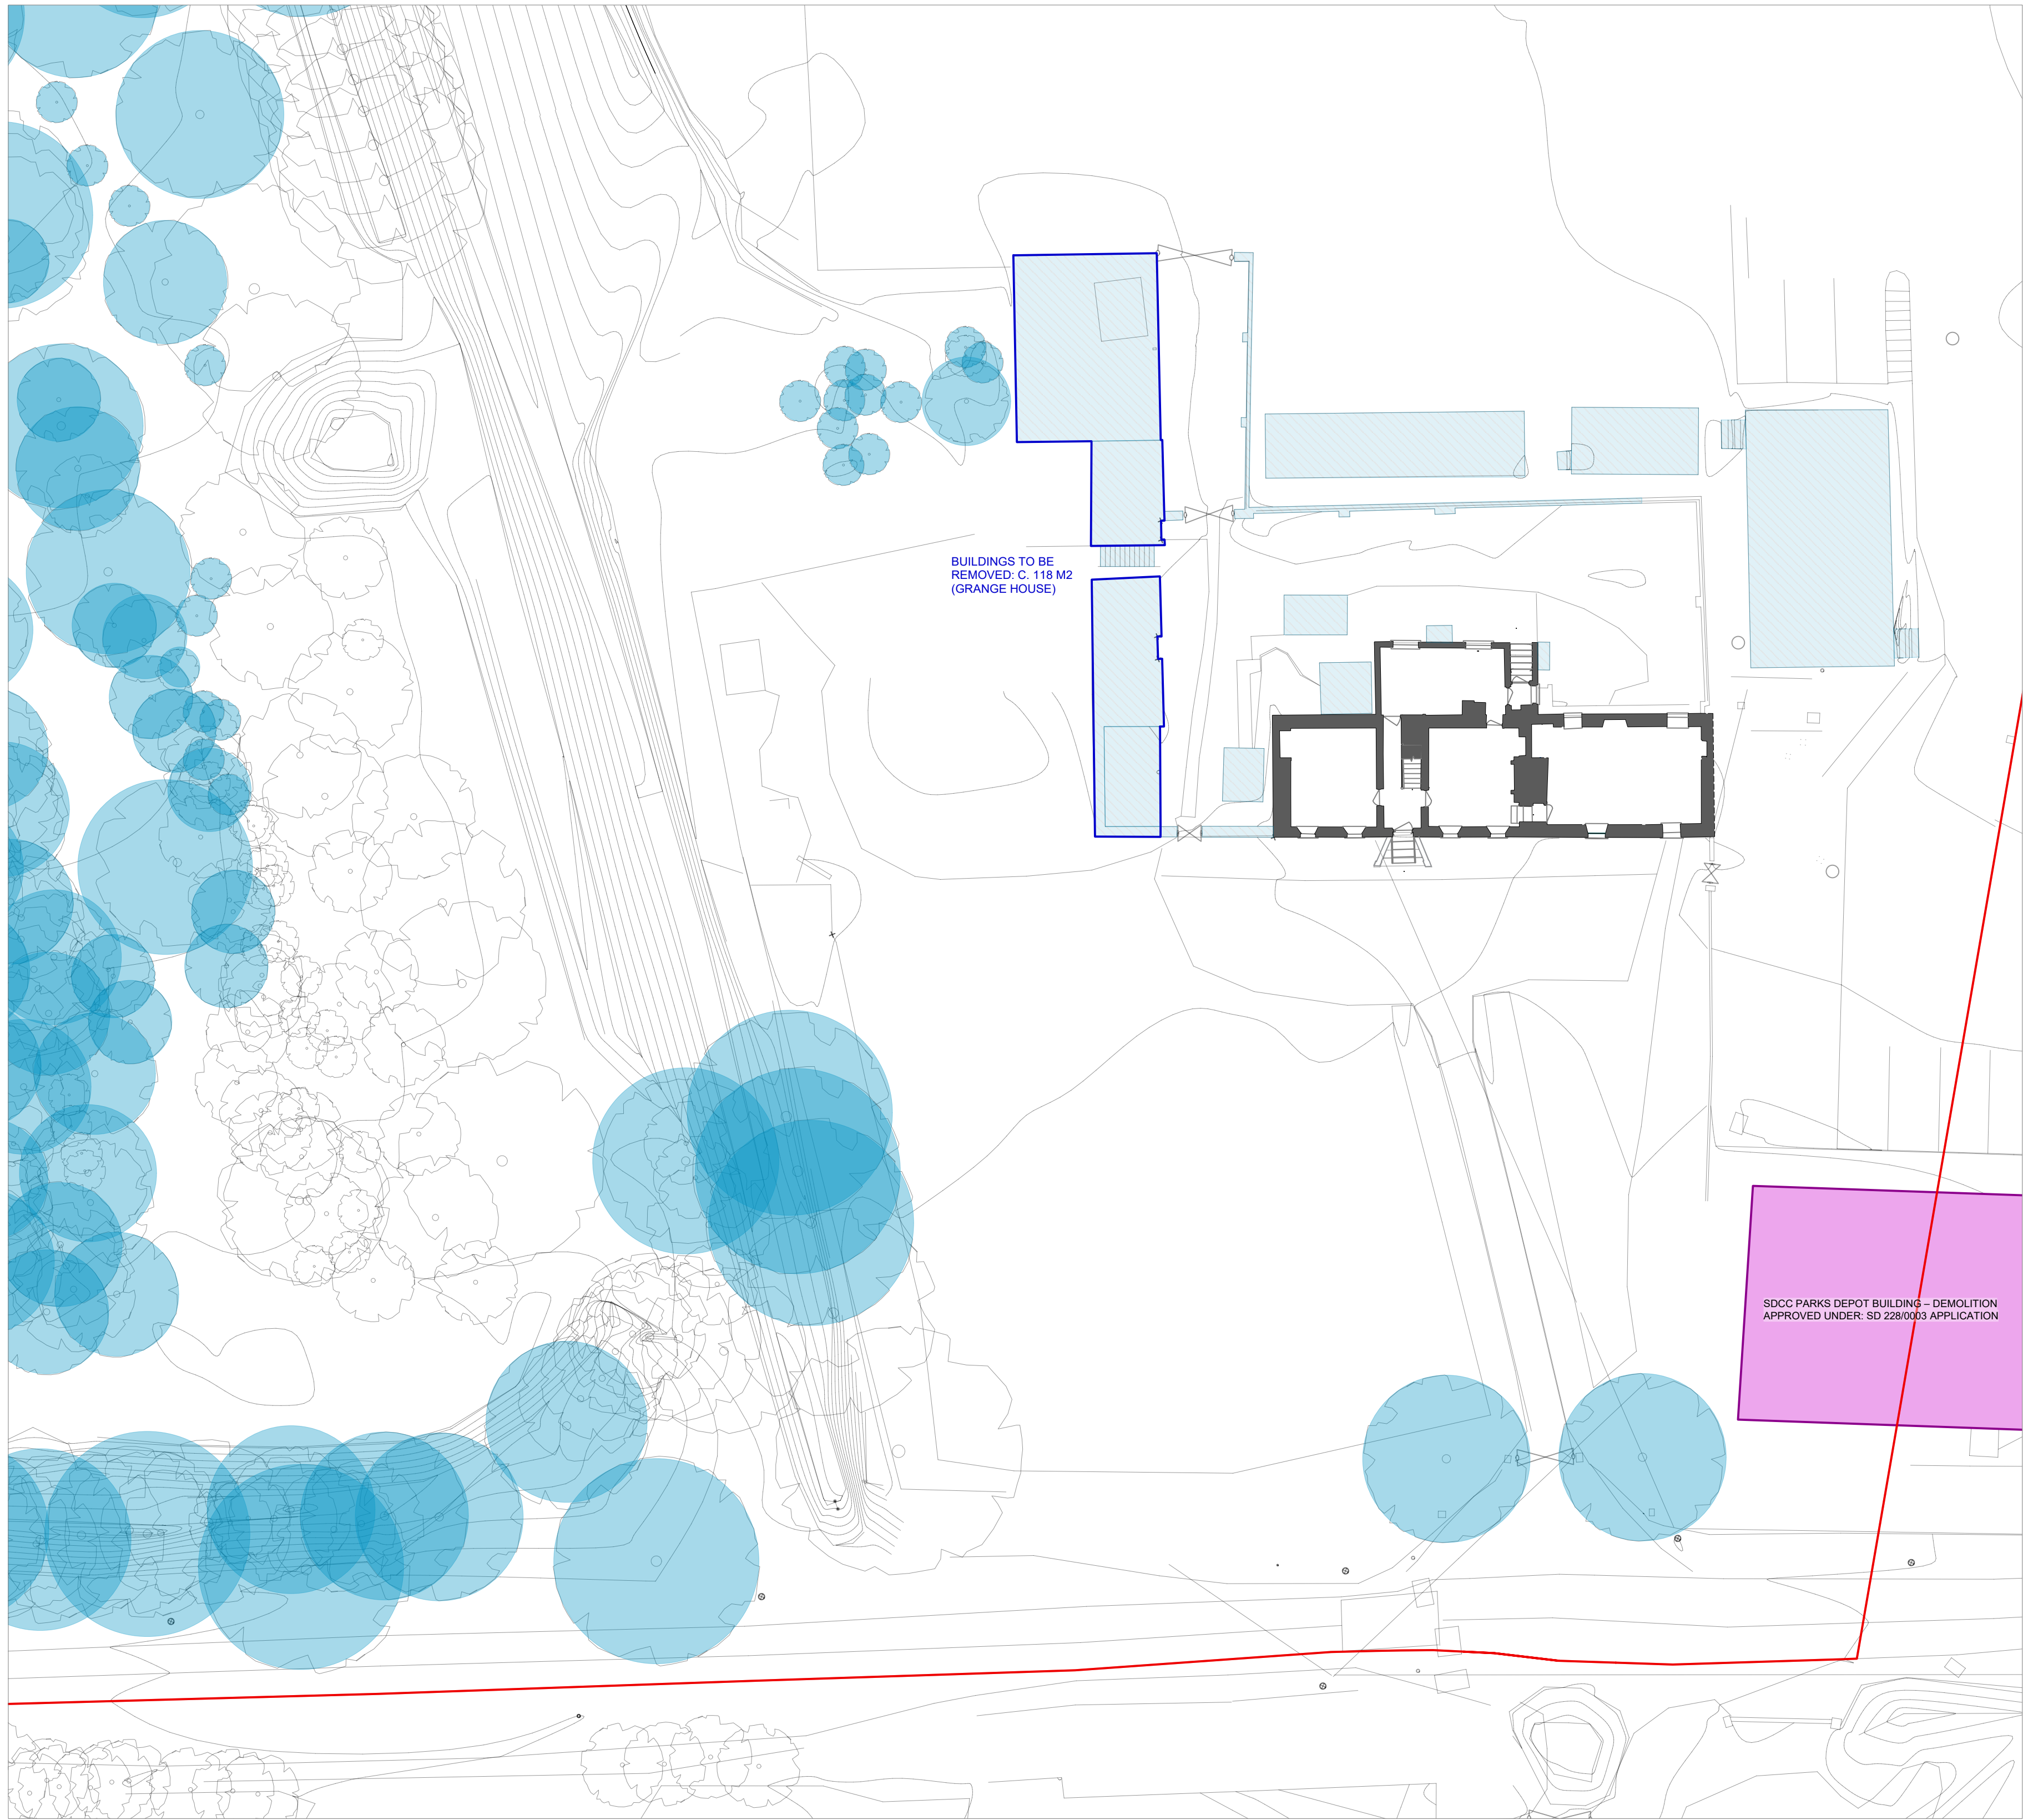 BUILDINGS TO BE
REMOVED: C. 118 M2
(GRANGE HOUSE)
SDCC PARKS DEPOT BUILDING – DEMOLITION
APPROVED UNDER: SD 228/0003 APPLICATION